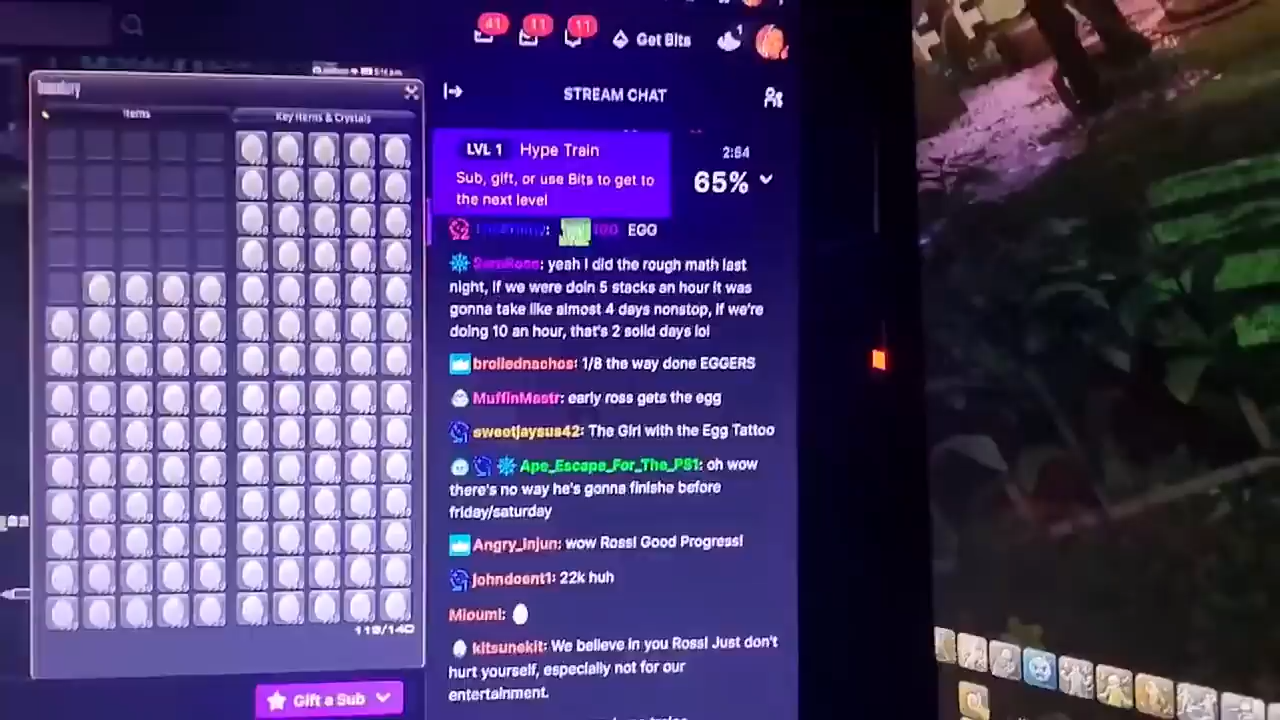 41
11
11
Get Bits
1
Inventory
Items
Key Items & Crystals
STREAM CHAT
LVL 1 Hype Train
Sub, gift, or use Bits to get to
the next level
65%
100 EGG
yeah I did the rough math last
night, if we were doin 5 stacks an hour it was
gonna take like almost 4 days nonstop, if we're
doing 10 an hour, that's 2 solid days lol
broilednachos: 1/8 the way done EGGERS
MuffinMastr: early ross gets the egg
sweetjaysus42: The Girl with the Egg Tattoo
Ape_Escape_For_The_PS1: oh wow
there's no way he's gonna finishe before
friday/saturday
Angry_Injun: wow Ross! Good Progress!
johndoent1: 22k huh
Mioumi:
kitsunekit: We believe in you Ross! Just don't
hurt yourself, especially not for our
entertainment.
Gift a Sub